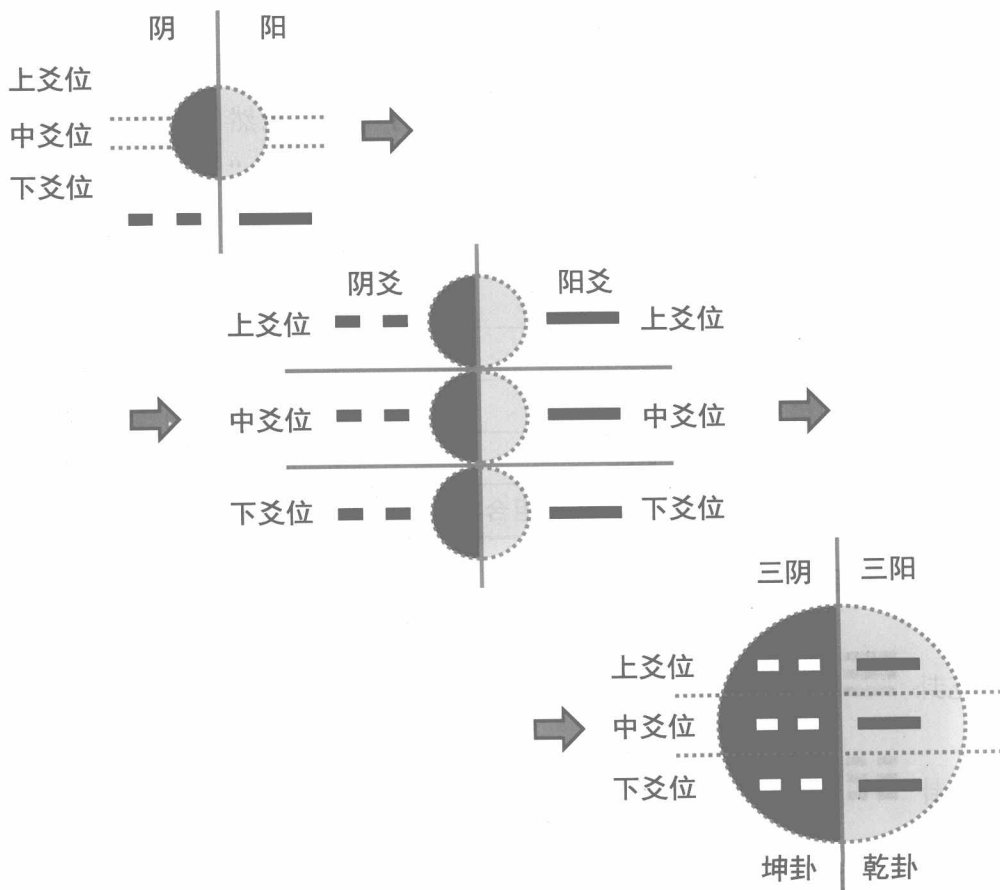 阴 阳
上爻位
中爻位
下爻位
阴爻 阳爻
上爻位 上爻位
中爻位 中爻位
下爻位 下爻位
三阴 三阳
上爻位
中爻位
下爻位
坤卦 乾卦